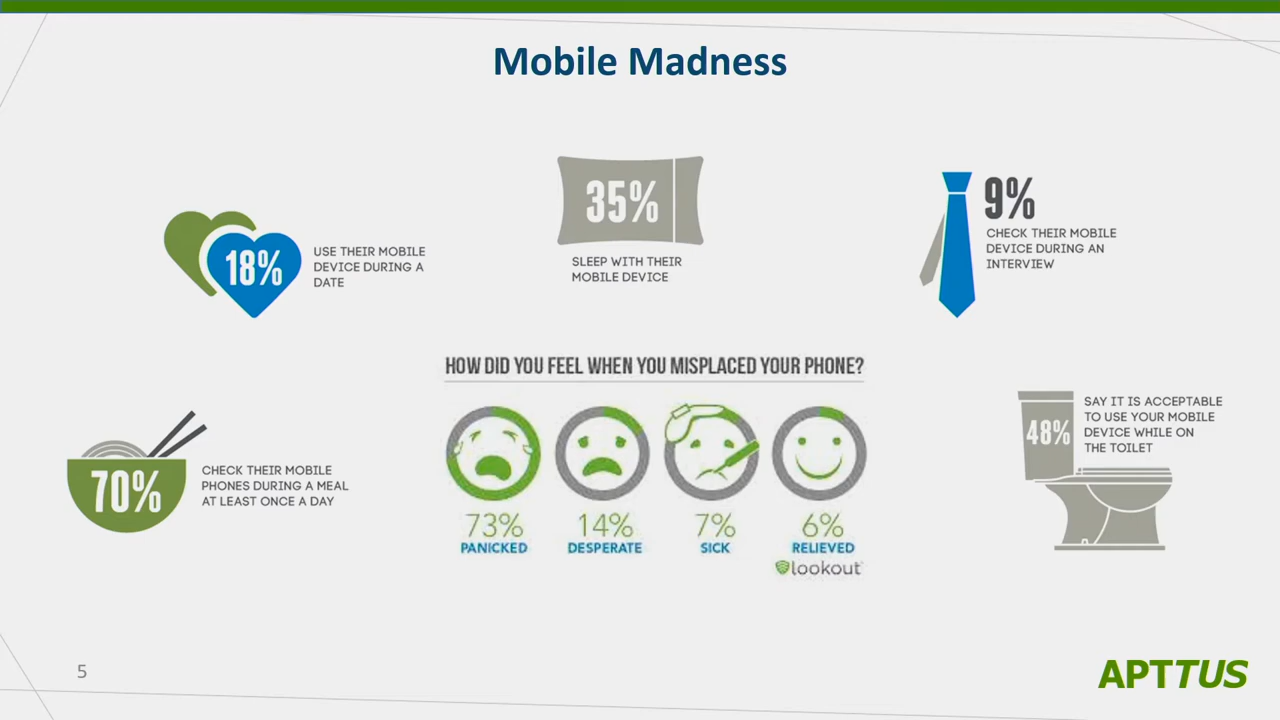 Mobile Madness
18%
USE THEIR MOBILE
DEVICE DURING A
DATE
35%
SLEEP WITH THEIR
MOBILE DEVICE
9%
CHECK THEIR MOBILE
DEVICE DURING AN
INTERVIEW
70%
CHECK THEIR MOBILE
PHONES DURING A MEAL
AT LEAST ONCE A DAY
HOW DID YOU FEEL WHEN YOU MISPLACED YOUR PHONE?
73%
PANICKED
14%
DESPERATE
7%
SICK
6%
RELIEVED
lookout
48%
SAY IT IS ACCEPTABLE
TO USE YOUR MOBILE
DEVICE WHILE ON
THE TOILET
5
APTTUS